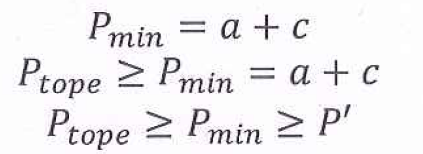 P_min = a + c
P_tope ≥ P_min = a + c
P_tope ≥ P_min ≥ P'